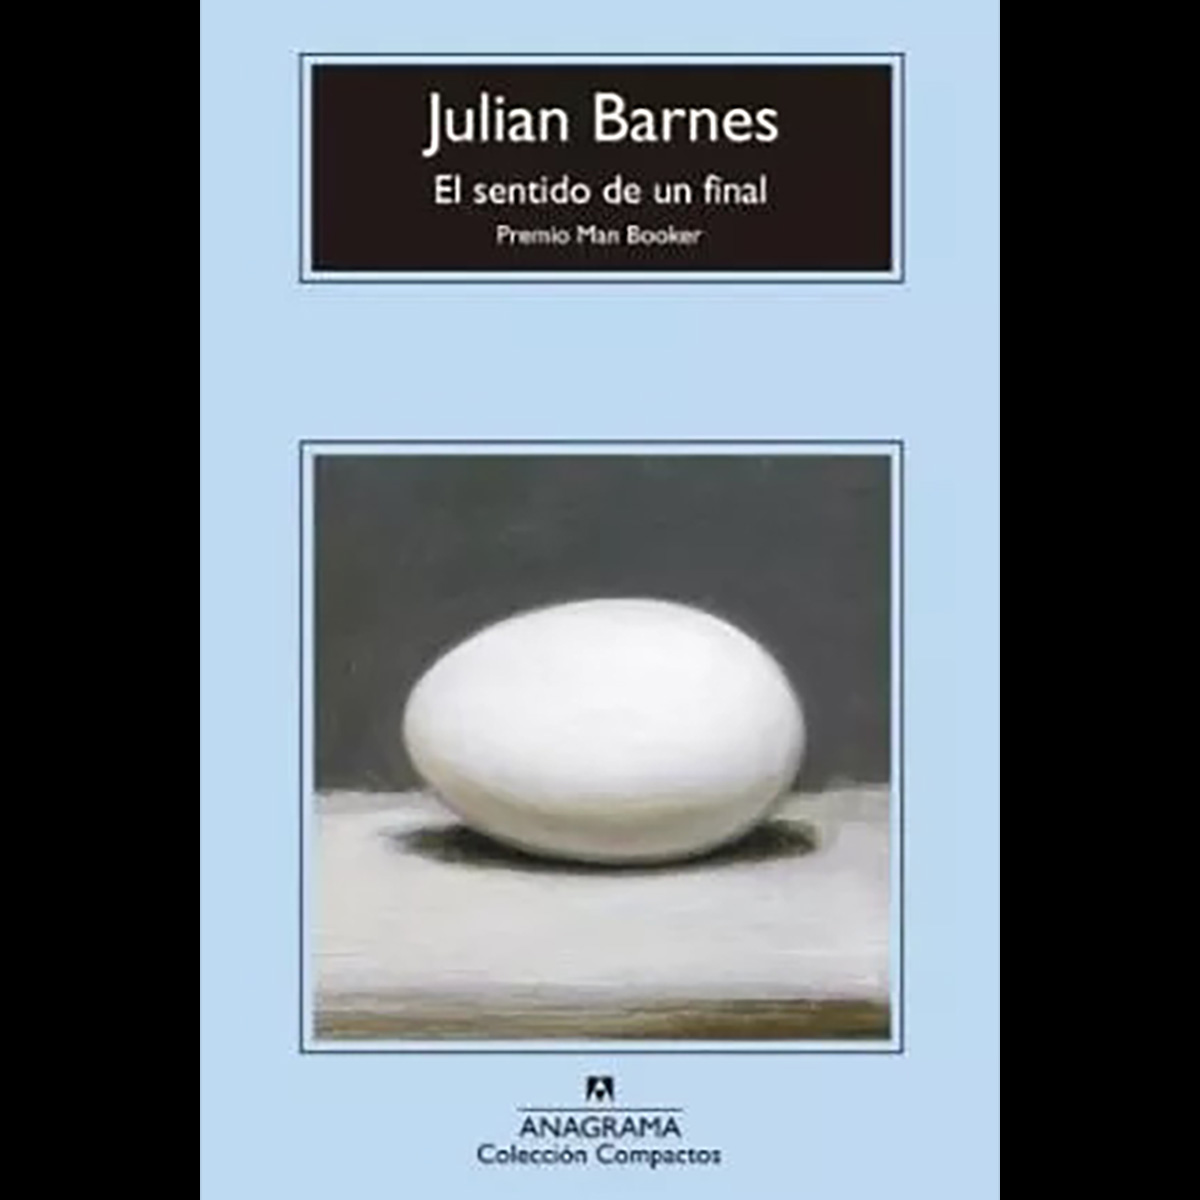 Julian Barnes
El sentido de un final
Premio Man Booker
ANAGRAMA
Colección Compactos